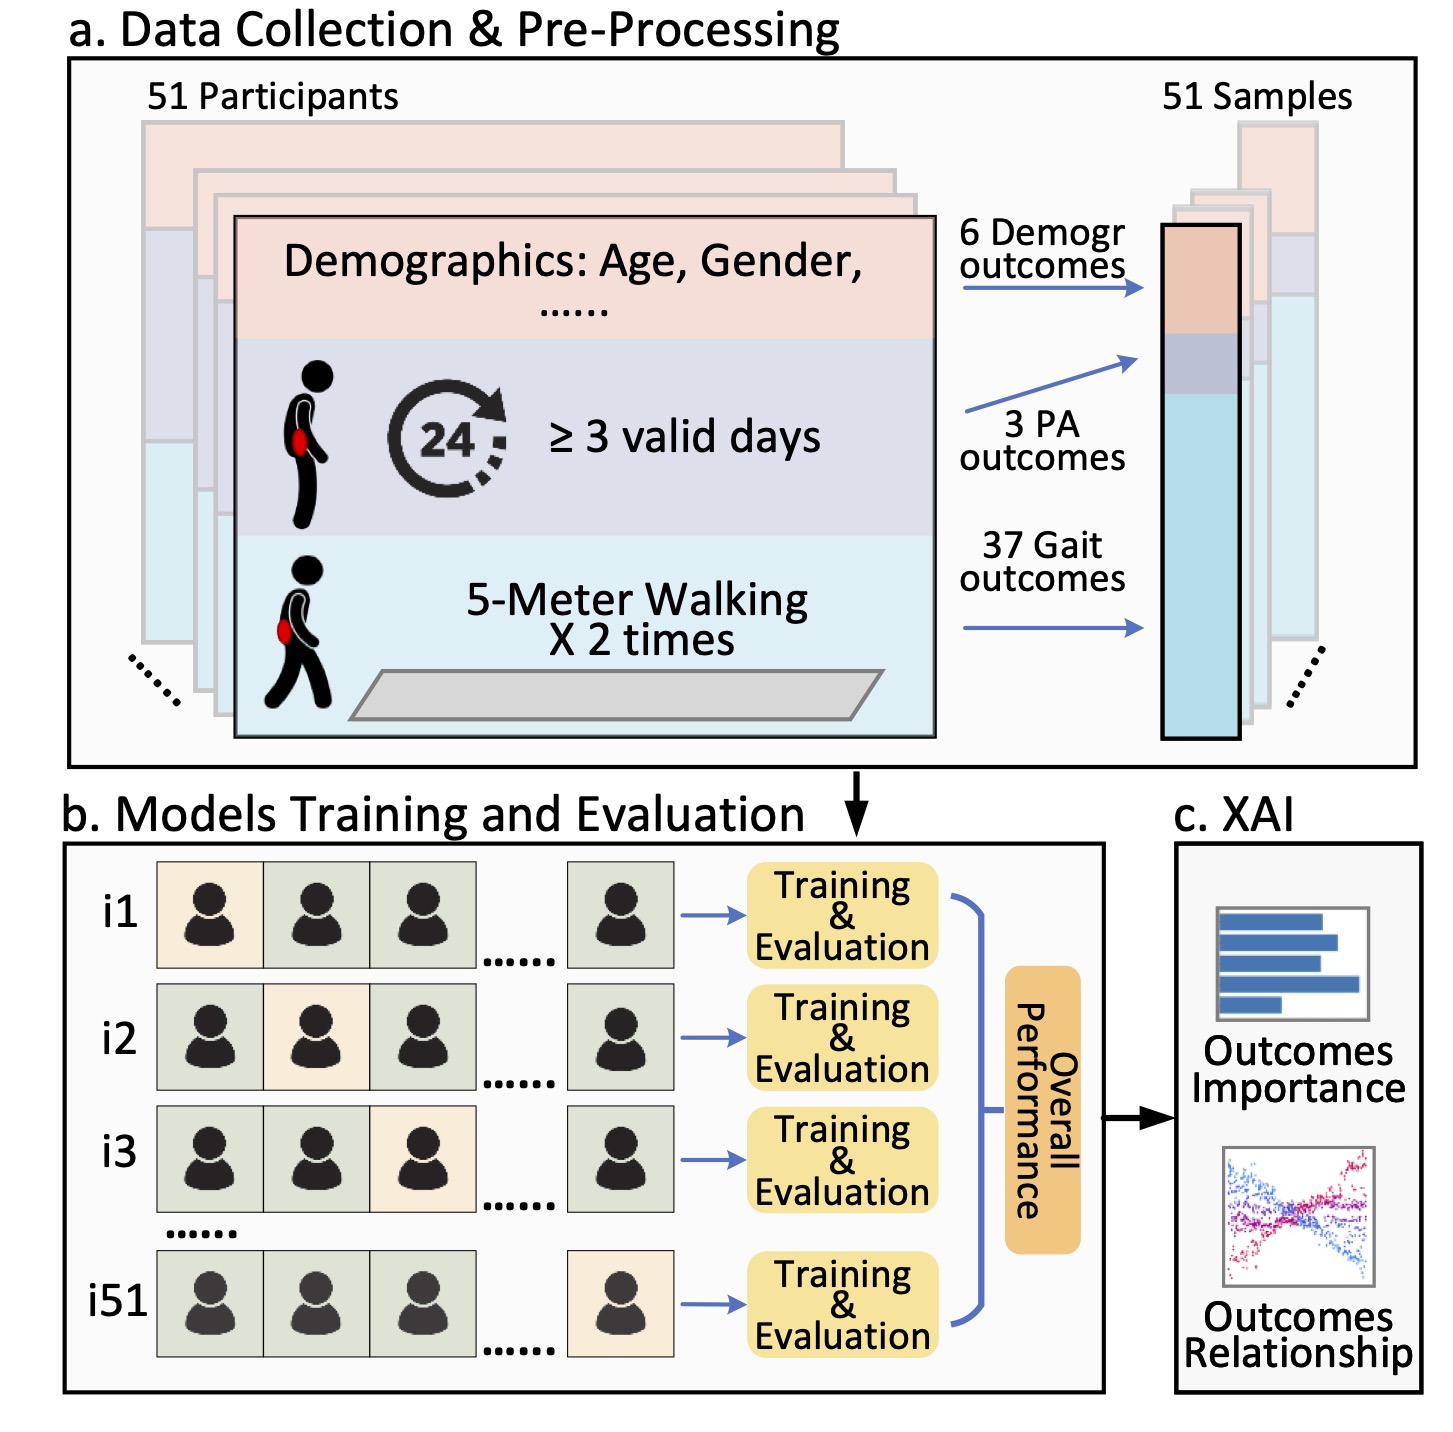 a. Data Collection & Pre-Processing
51 Participants
51 Samples
Demographics: Age, Gender,
......
24
≥ 3 valid days
5-Meter Walking
X 2 times
6 Demogr
outcomes
3 PA
outcomes
37 Gait
outcomes
b. Models Training and Evaluation
i1
......
Training
&
Evaluation
i2
......
Training
&
Evaluation
i3
......
Training
&
Evaluation
......
i51
......
Training
&
Evaluation
Overall
Performance
c. XAI
Outcomes
Importance
Outcomes
Relationship